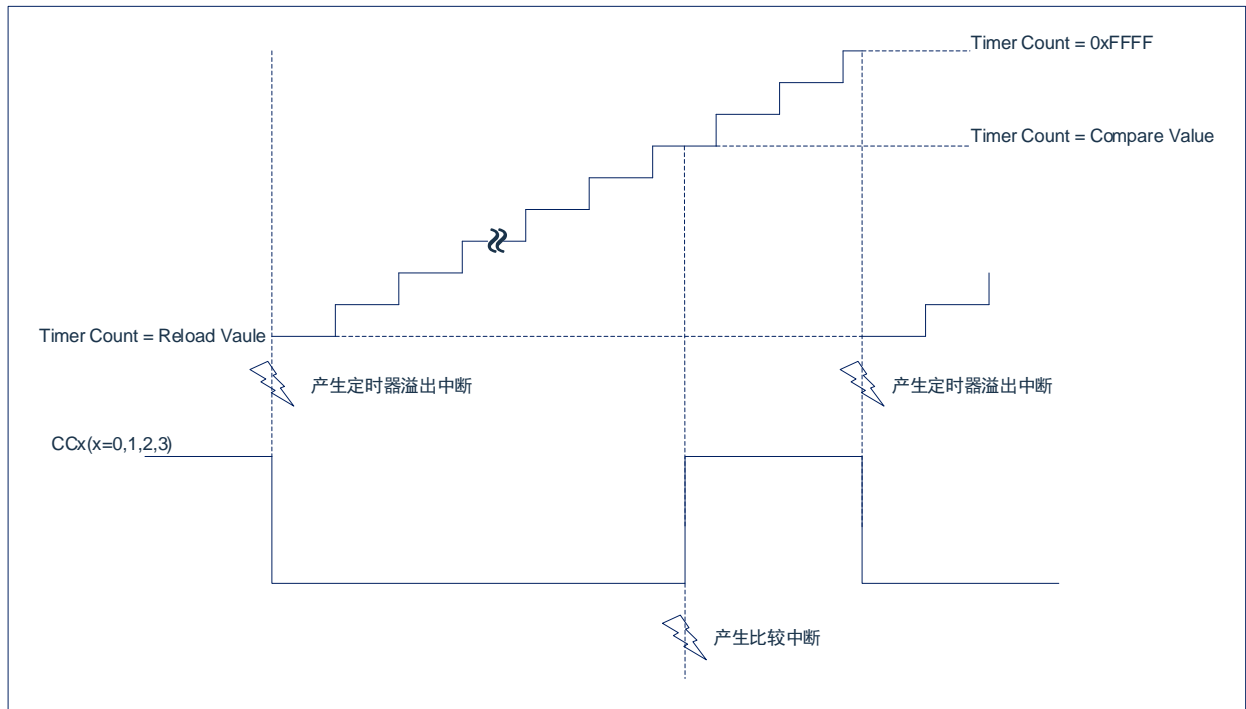 Timer Count = 0xFFFF
Timer Count = Compare Value
Timer Count = Reload Vaule
产生定时器溢出中断
产生定时器溢出中断
CCx(x=0,1,2,3)
产生比较中断